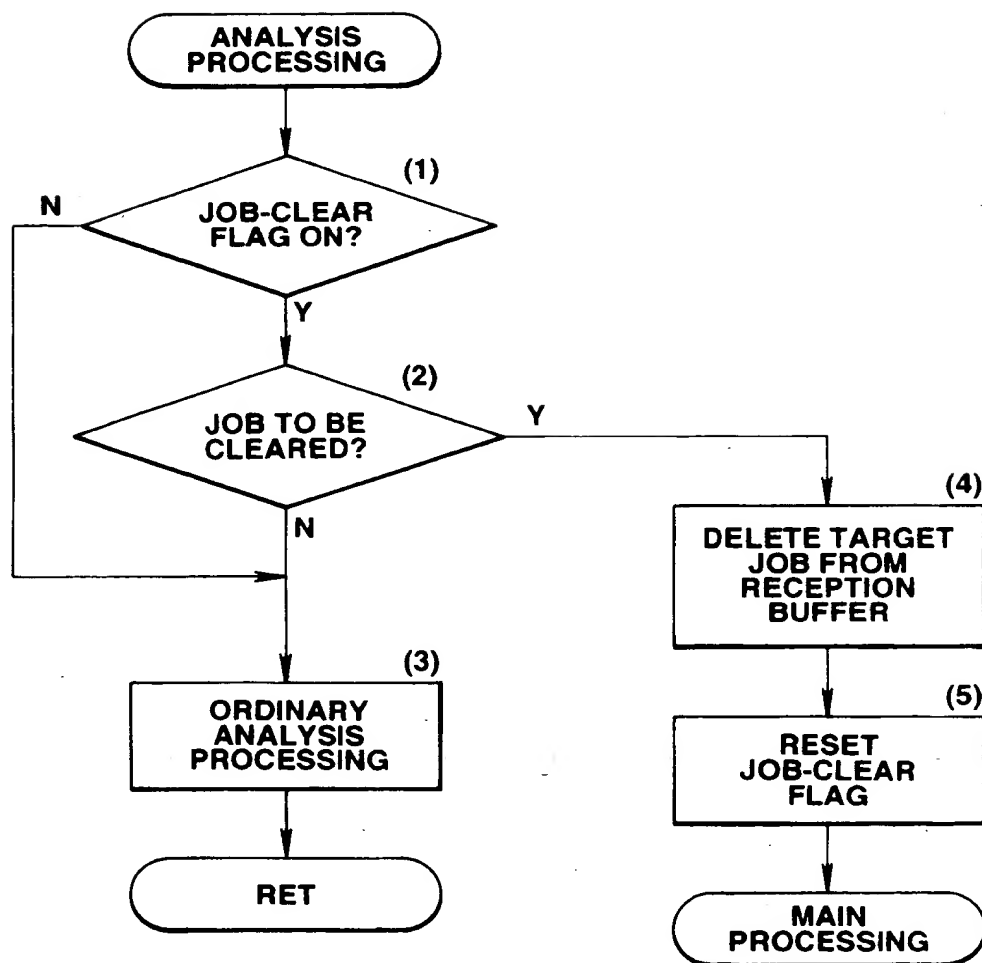 ANALYSIS
PROCESSING
(1)
N
JOB-CLEAR
FLAG ON?
Y
(2)
JOB TO BE
CLEARED?
Y
N
(4)
DELETE TARGET
JOB FROM
RECEPTION
BUFFER
(3)
ORDINARY
ANALYSIS
PROCESSING
(5)
RESET
JOB-CLEAR
FLAG
RET
MAIN
PROCESSING